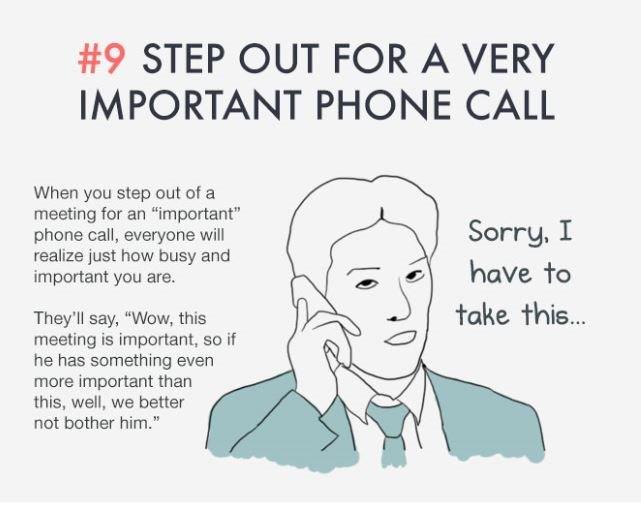 #9 STEP OUT FOR A VERY
IMPORTANT PHONE CALL
When you step out of a
meeting for an “important”
phone call, everyone will
realize just how busy and
important you are.
They’ll say, “Wow, this
meeting is important, so if
he has something even
more important than
this, well, we better
not bother him.”
Sorry, I
have to
take this...